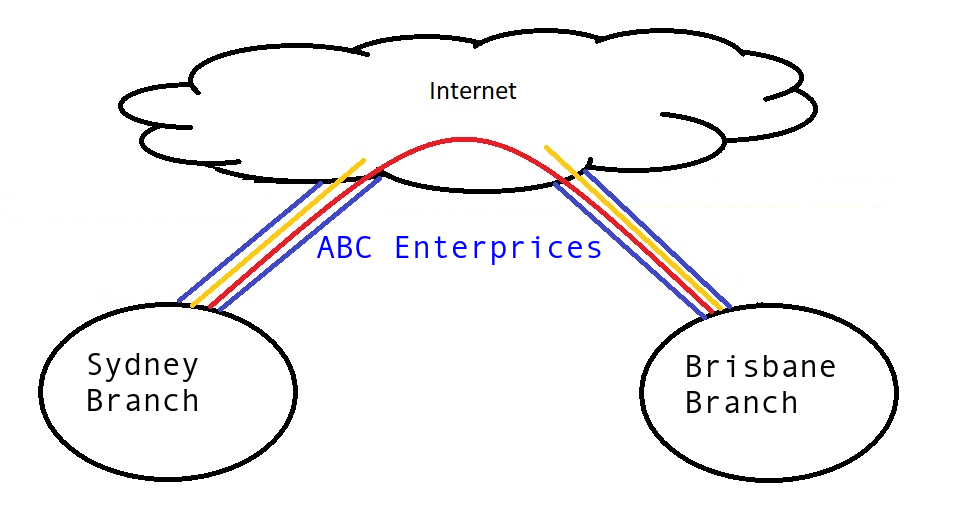 Internet
ABC Enterprices
Sydney
Branch
Brisbane
Branch